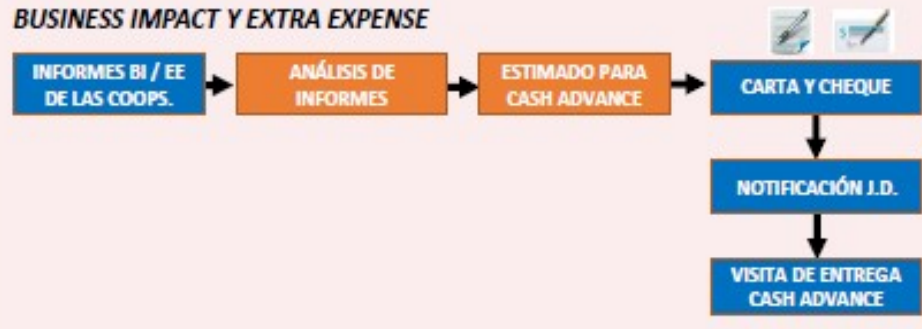 BUSINESS IMPACT Y EXTRA EXPENSE
INFORMES BI / EE
DE LAS COOPS.
ANÁLISIS DE
INFORMES
ESTIMADO PARA
CASH ADVANCE
$
CARTA Y CHEQUE
NOTIFICACIÓN J.D.
VISITA DE ENTREGA
CASH ADVANCE